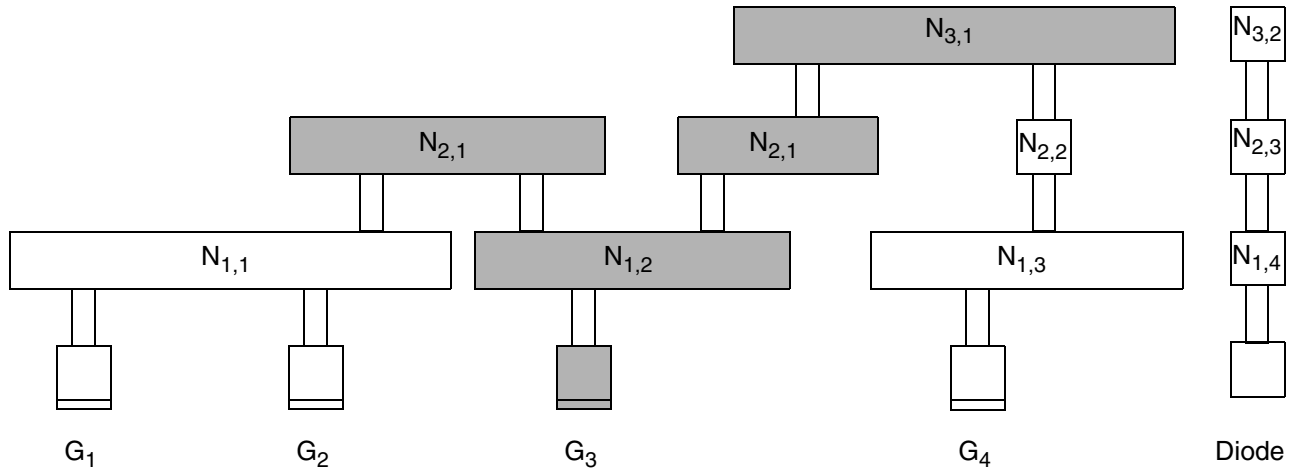 N3,1 N3,2
N2,1 N2,1 N2,2 N2,3
N1,1 N1,2 N1,3 N1,4
G1 G2 G3 G4 Diode